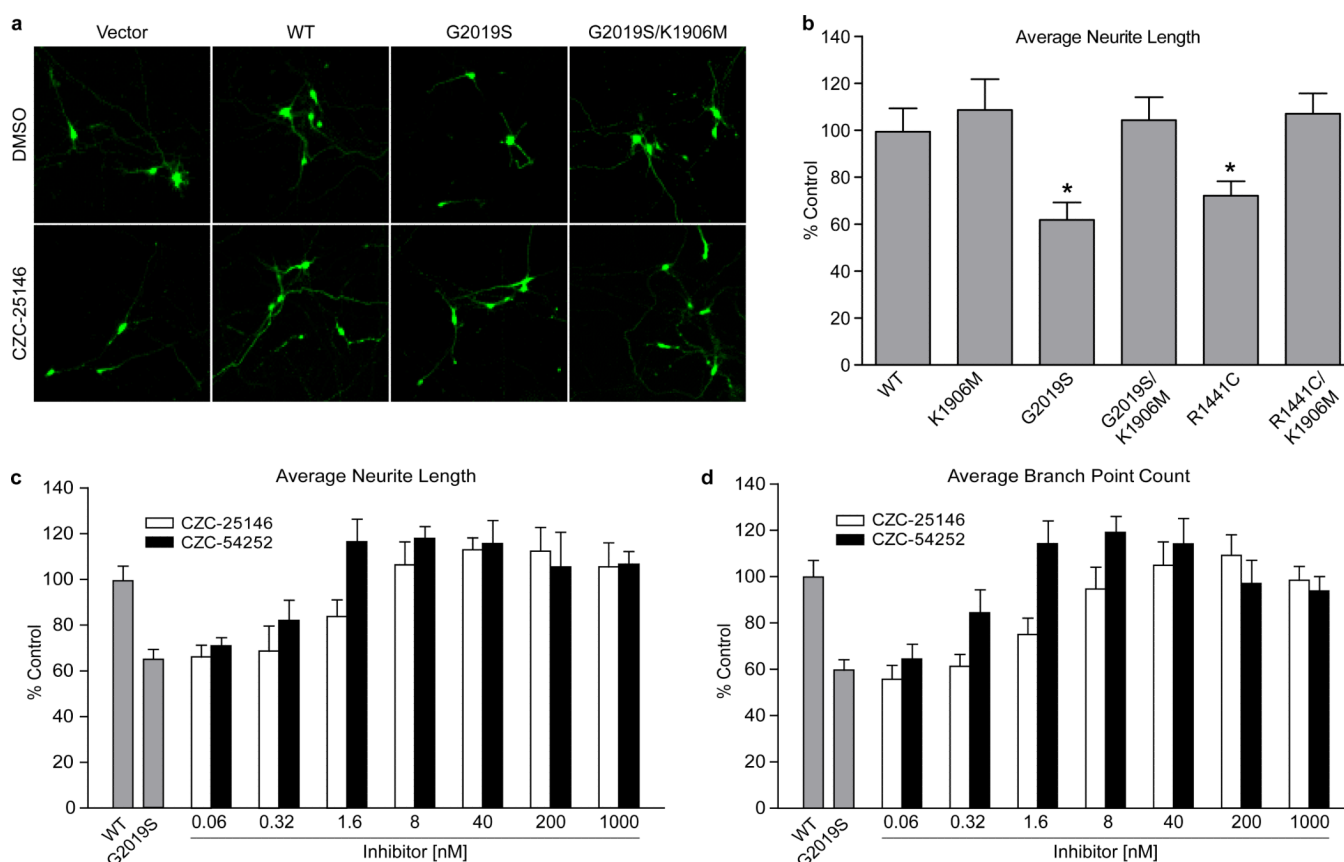 a
Vector
WT
G2019S
G2019S/K1906M
DMSO
CZC-25146
b
Average Neurite Length
% Control
140
120
100
80
60
40
20
0
WT
K1906M
G2019S
G2019S/
K1906M
R1441C
R1441C/
K1906M
*
*
c
Average Neurite Length
CZC-25146
CZC-54252
% Control
140
120
100
80
60
40
20
0
WT
G2019S
0.06 0.32 1.6 8 40 200 1000
Inhibitor [nM]
d
Average Branch Point Count
CZC-25146
CZC-54252
% Control
140
120
100
80
60
40
20
0
WT
G2019S
0.06 0.32 1.6 8 40 200 1000
Inhibitor [nM]